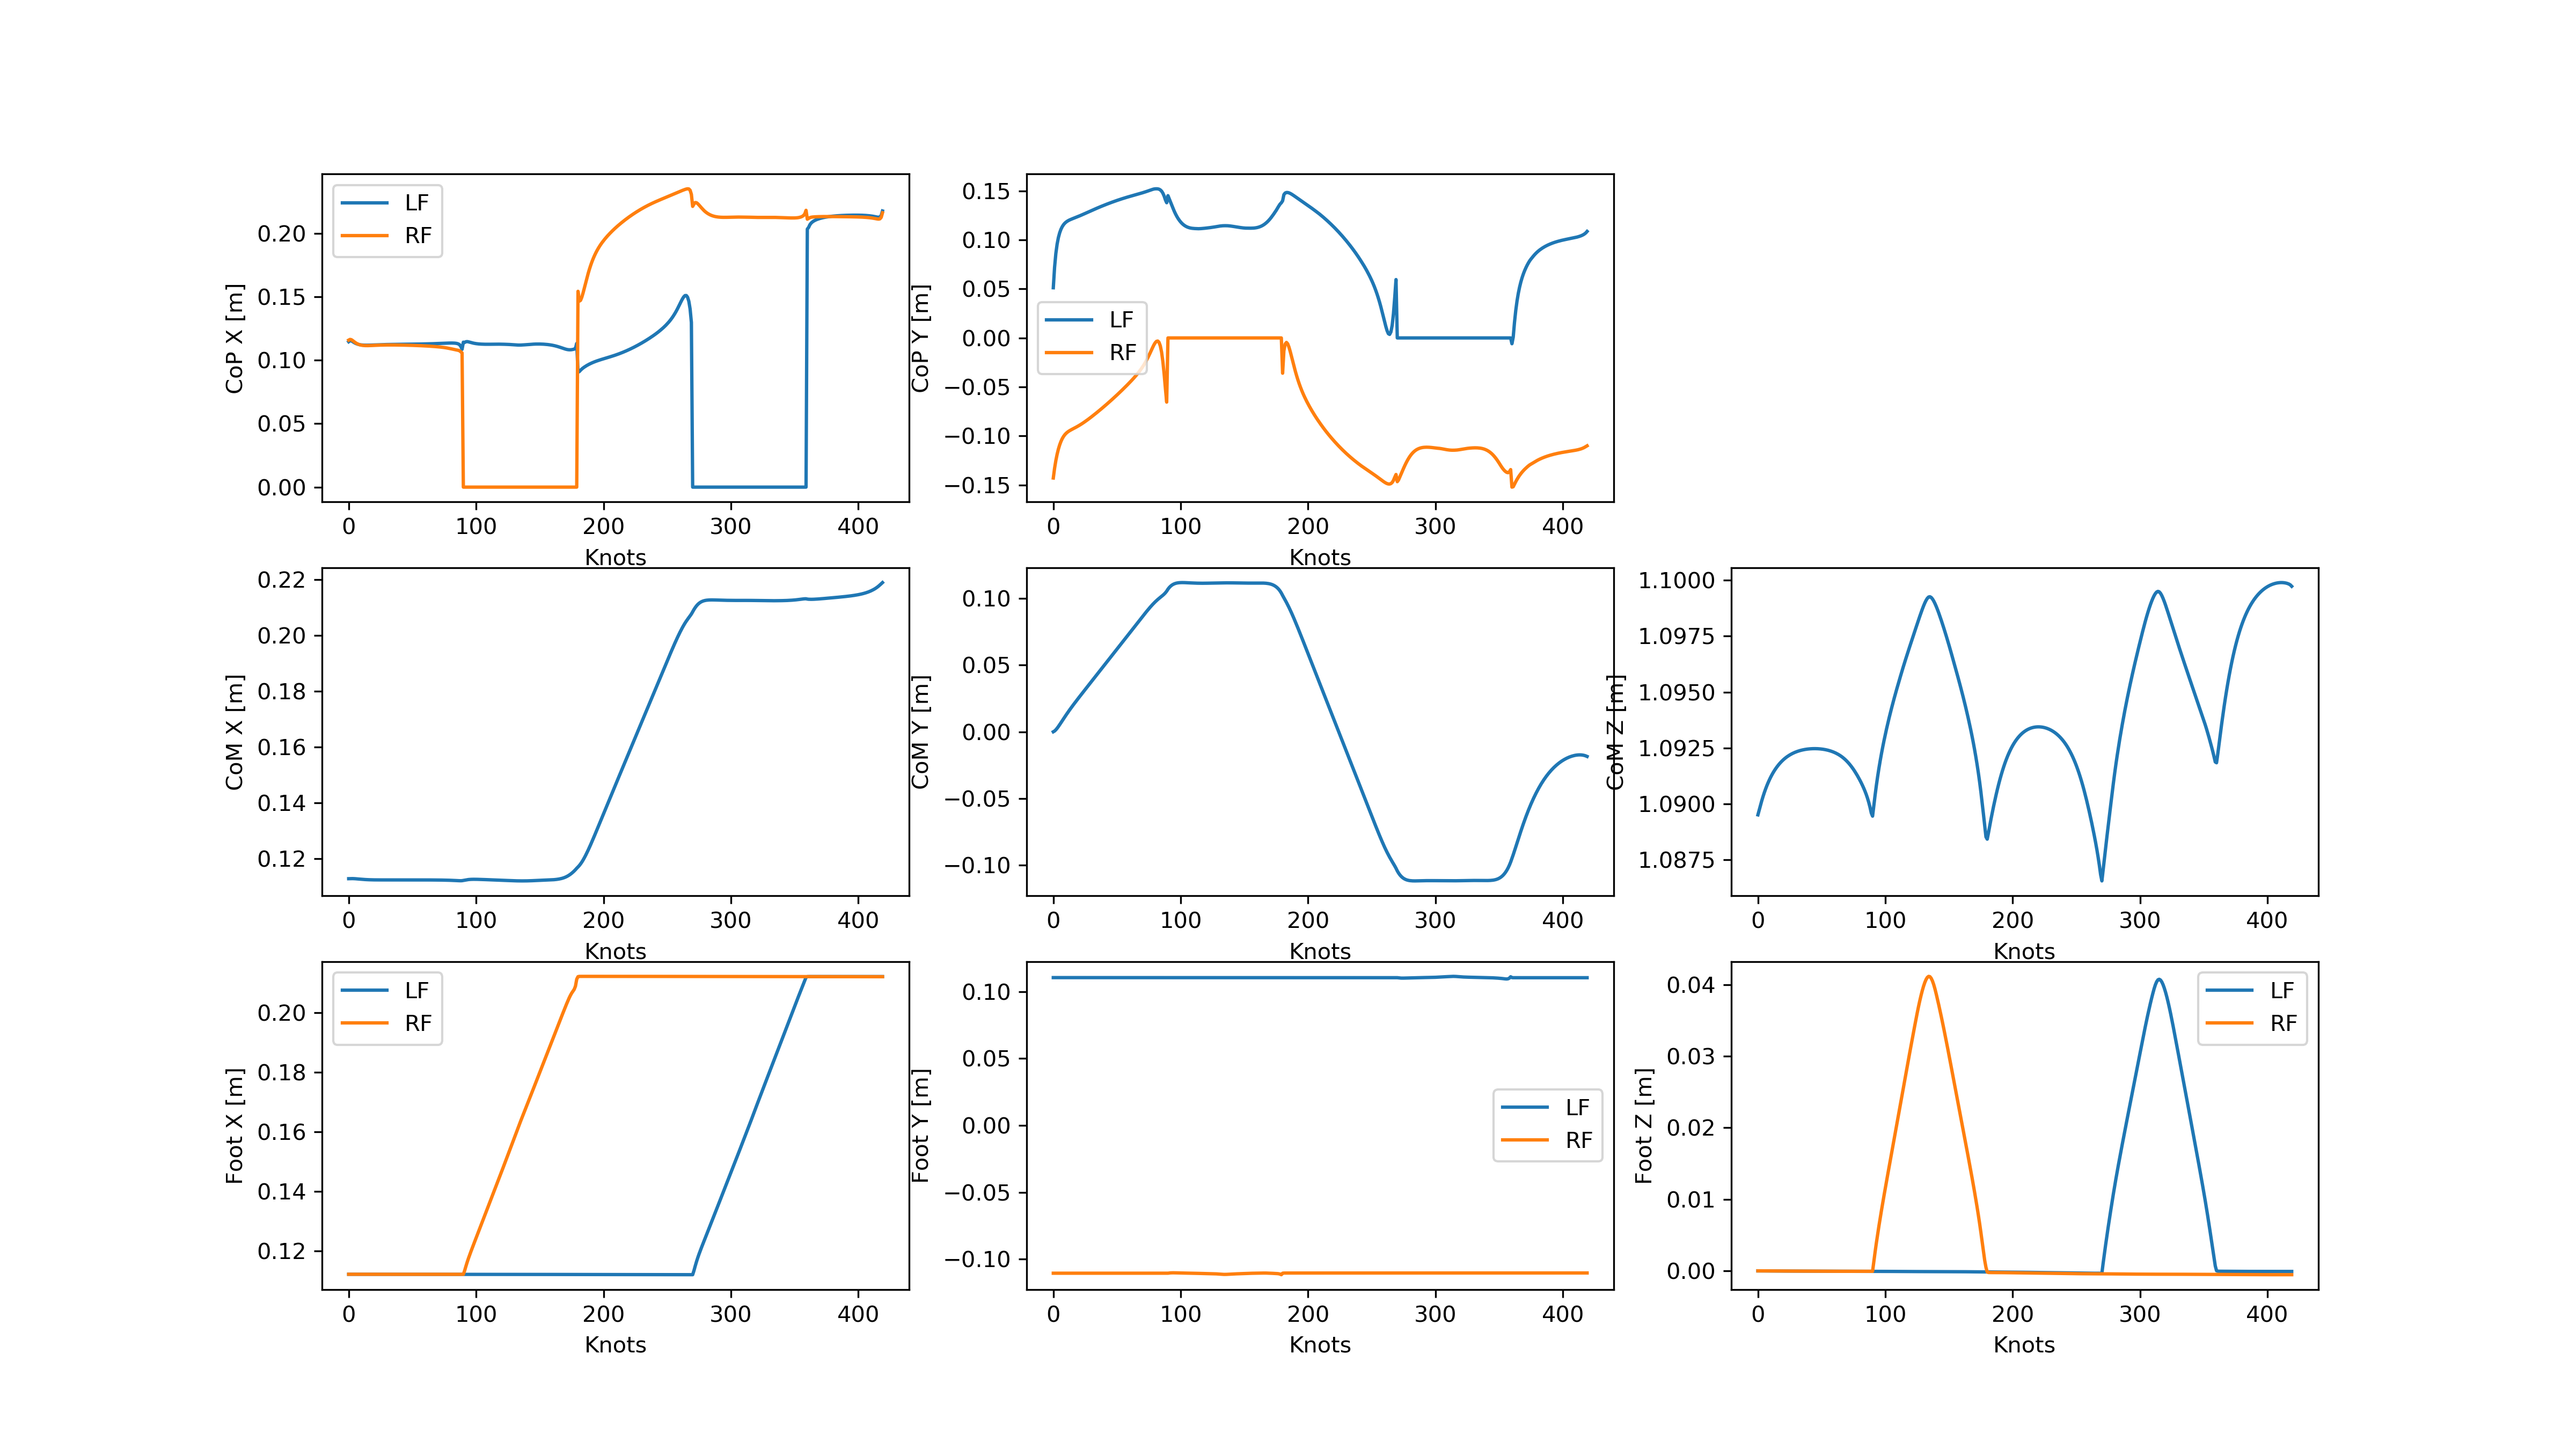 LF
RF
0.20
0.15
0.10
0.05
0.00
CoP X [m]
0 100 200 300 400
Knots
0.15
0.10
0.05
0.00
−0.05
−0.10
−0.15
CoP Y [m]
LF
RF
0 100 200 300 400
Knots
0.22
0.20
0.18
0.16
0.14
0.12
CoM X [m]
0 100 200 300 400
Knots
0.10
0.05
0.00
−0.05
−0.10
CoM Y [m]
0 100 200 300 400
Knots
1.1000
1.0975
1.0950
1.0925
1.0900
1.0875
CoM Z [m]
0 100 200 300 400
Knots
LF
RF
0.20
0.18
0.16
0.14
0.12
Foot X [m]
0 100 200 300 400
Knots
0.10
0.05
0.00
−0.05
−0.10
Foot Y [m]
LF
RF
0 100 200 300 400
Knots
0.04
0.03
0.02
0.01
0.00
Foot Z [m]
LF
RF
0 100 200 300 400
Knots